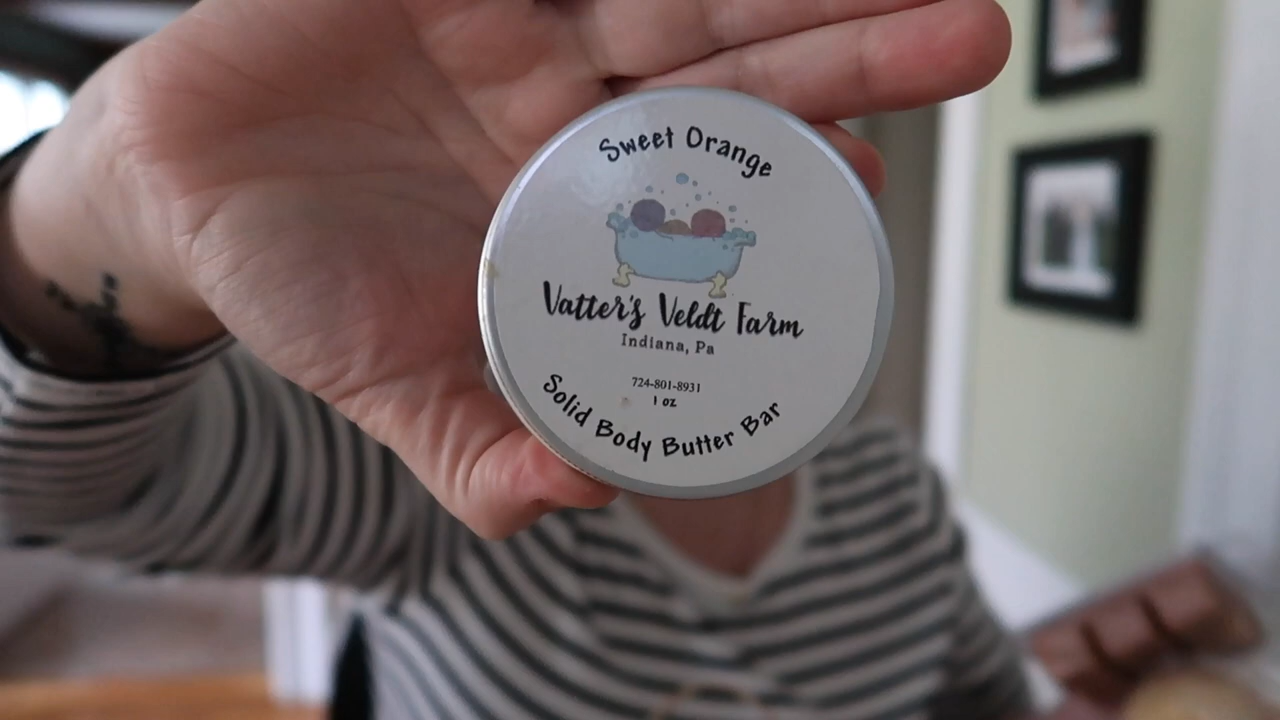 Sweet Orange
Vatter's Veldt Farm
Indiana, Pa
724-801-8931
1 oz
Solid Body Butter Bar